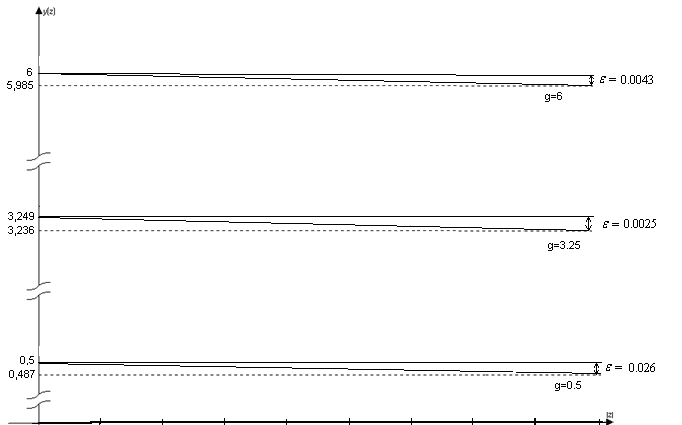 y(z)
6
5,985
ε = 0.0043
g=6
3,249
3,236
ε = 0.0025
g=3.25
0,5
0,487
ε = 0.026
g=0.5
|z|